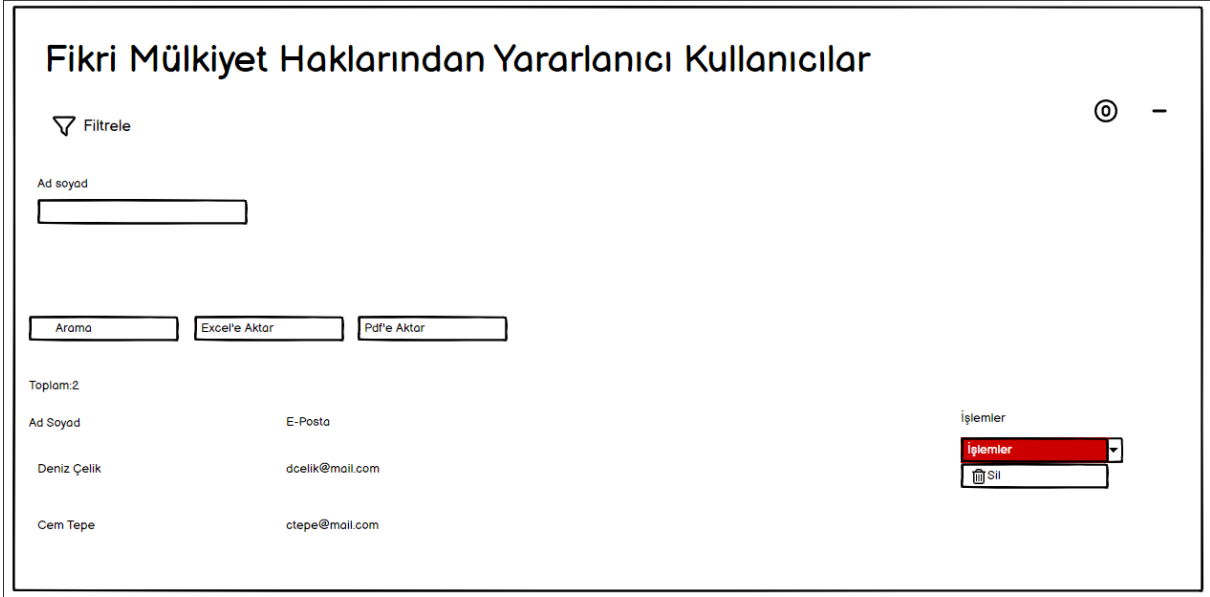 Fikri Mülkiyet Haklarından Yararlanıcı Kullanıcılar
Filtrele
0
Ad soyad
Arama Excel'e Aktar Pdf'e Aktar
Toplam:2
Ad Soyad E-Posta İşlemler
İşlemler
Deniz Çelik dcelik@mail.com
Sil
Cem Tepe ctepe@mail.com